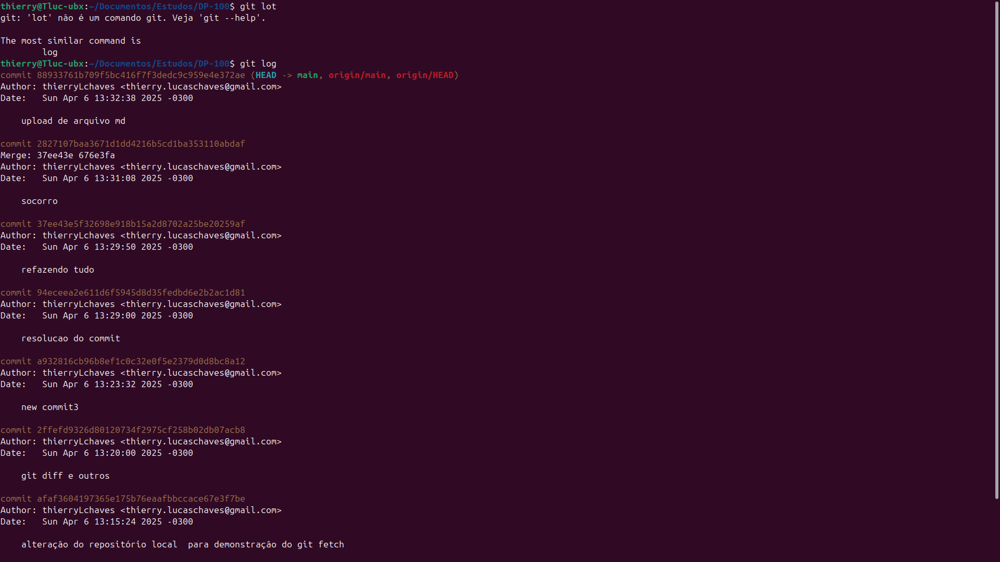 thierry@Tluc-ubx:~/Documentos/Estudos/DP-100$ git lot
git: 'lot' não é um comando git. Veja 'git --help'.
The most similar command is
log
thierry@Tluc-ubx:~/Documentos/Estudos/DP-100$ git log
commit 88933761b709f5bc416f7f3dedc9c959e4e372ae (HEAD -> main, origin/main, origin/HEAD)
Author: thierryLchaves <thierry.lucaschaves@gmail.com>
Date:   Sun Apr 6 13:32:38 2025 -0300
upload de arquivo md
commit 2827107baa3671d1dd4216b5cd1ba353110abdaf
Merge: 37ee43e 676e3fa
Author: thierryLchaves <thierry.lucaschaves@gmail.com>
Date:   Sun Apr 6 13:31:08 2025 -0300
socorro
commit 37ee43e5f32698e918b15a2d8702a25be20259af
Author: thierryLchaves <thierry.lucaschaves@gmail.com>
Date:   Sun Apr 6 13:29:50 2025 -0300
refazendo tudo
commit 94eceea2e611d6f5945d8d35fedbd6e2b2ac1d81
Author: thierryLchaves <thierry.lucaschaves@gmail.com>
Date:   Sun Apr 6 13:29:00 2025 -0300
resolucao do commit
commit a932816cb96b8ef1c0c32e0f5e2379d0d8bc8a12
Author: thierryLchaves <thierry.lucaschaves@gmail.com>
Date:   Sun Apr 6 13:23:32 2025 -0300
new commit3
commit 2ffefd9326d80120734f2975cf258b02db07acb8
Author: thierryLchaves <thierry.lucaschaves@gmail.com>
Date:   Sun Apr 6 13:20:00 2025 -0300
git diff e outros
commit afaf3604197365e175b76eaafbbccace67e3f7be
Author: thierryLchaves <thierry.lucaschaves@gmail.com>
Date:   Sun Apr 6 13:15:24 2025 -0300
alteração do repositório local  para demonstração do git fetch